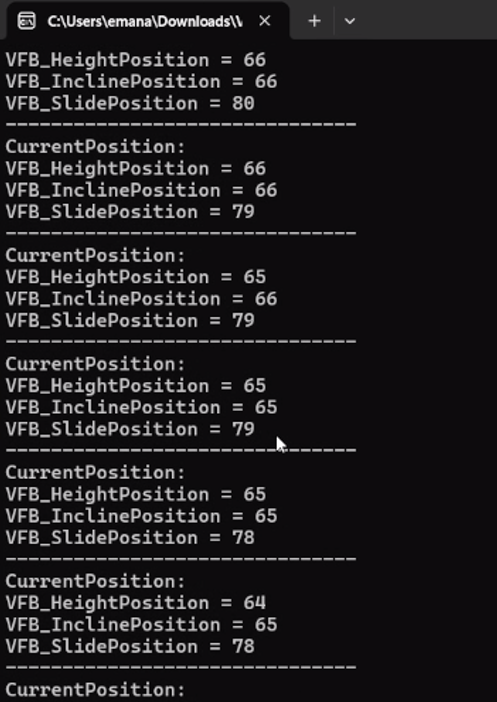 C:\Users\emana\Downloads\V
VFB_HeightPosition = 66
VFB_InclinePosition = 66
VFB_SlidePosition = 80
--------------------------------
CurrentPosition:
VFB_HeightPosition = 66
VFB_InclinePosition = 66
VFB_SlidePosition = 79
--------------------------------
CurrentPosition:
VFB_HeightPosition = 65
VFB_InclinePosition = 66
VFB_SlidePosition = 79
--------------------------------
CurrentPosition:
VFB_HeightPosition = 65
VFB_InclinePosition = 65
VFB_SlidePosition = 79
--------------------------------
CurrentPosition:
VFB_HeightPosition = 65
VFB_InclinePosition = 65
VFB_SlidePosition = 78
--------------------------------
CurrentPosition:
VFB_HeightPosition = 64
VFB_InclinePosition = 65
VFB_SlidePosition = 78
--------------------------------
CurrentPosition: